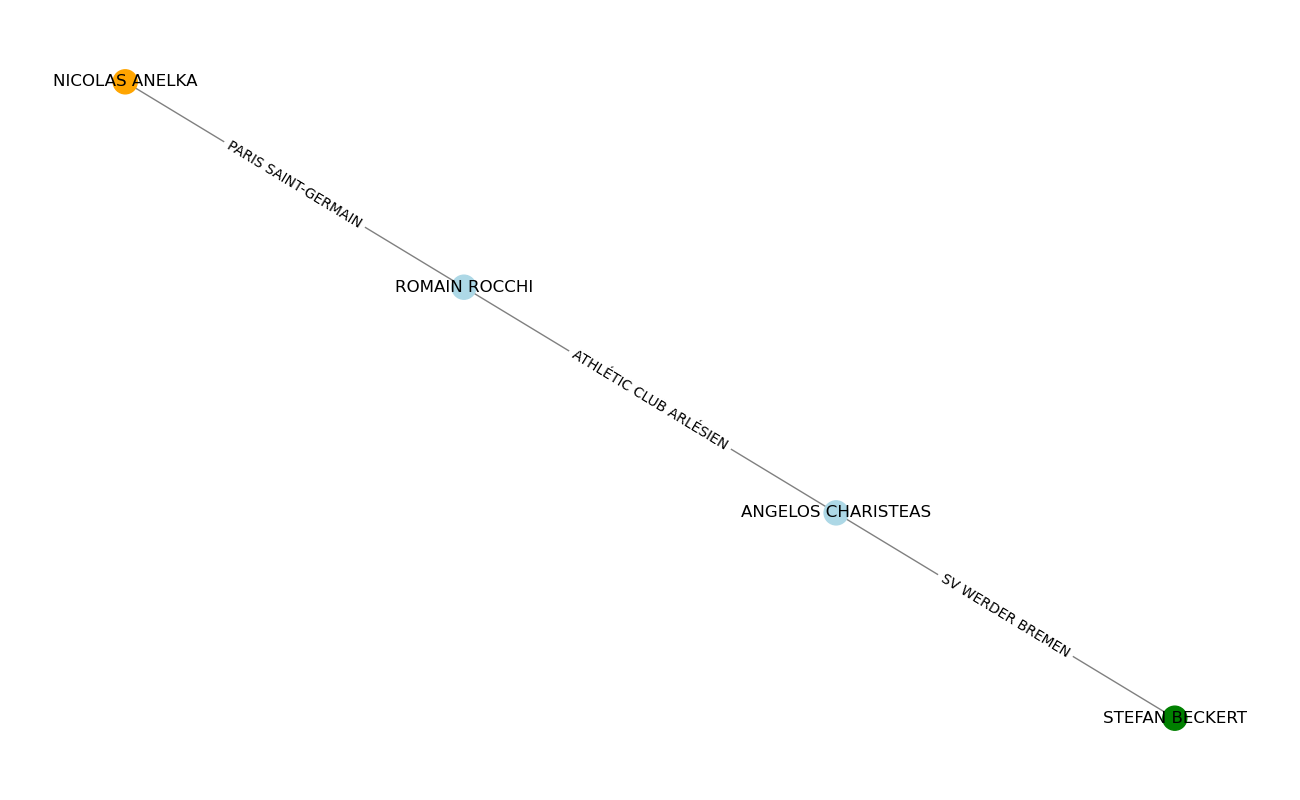 NICOLAS ANELKA
PARIS SAINT-GERMAIN
ROMAIN ROCCHI
ATHLÉTIC CLUB ARLÉSIEN
ANGELOS CHARISTEAS
SV WERDER BREMEN
STEFAN BECKERT